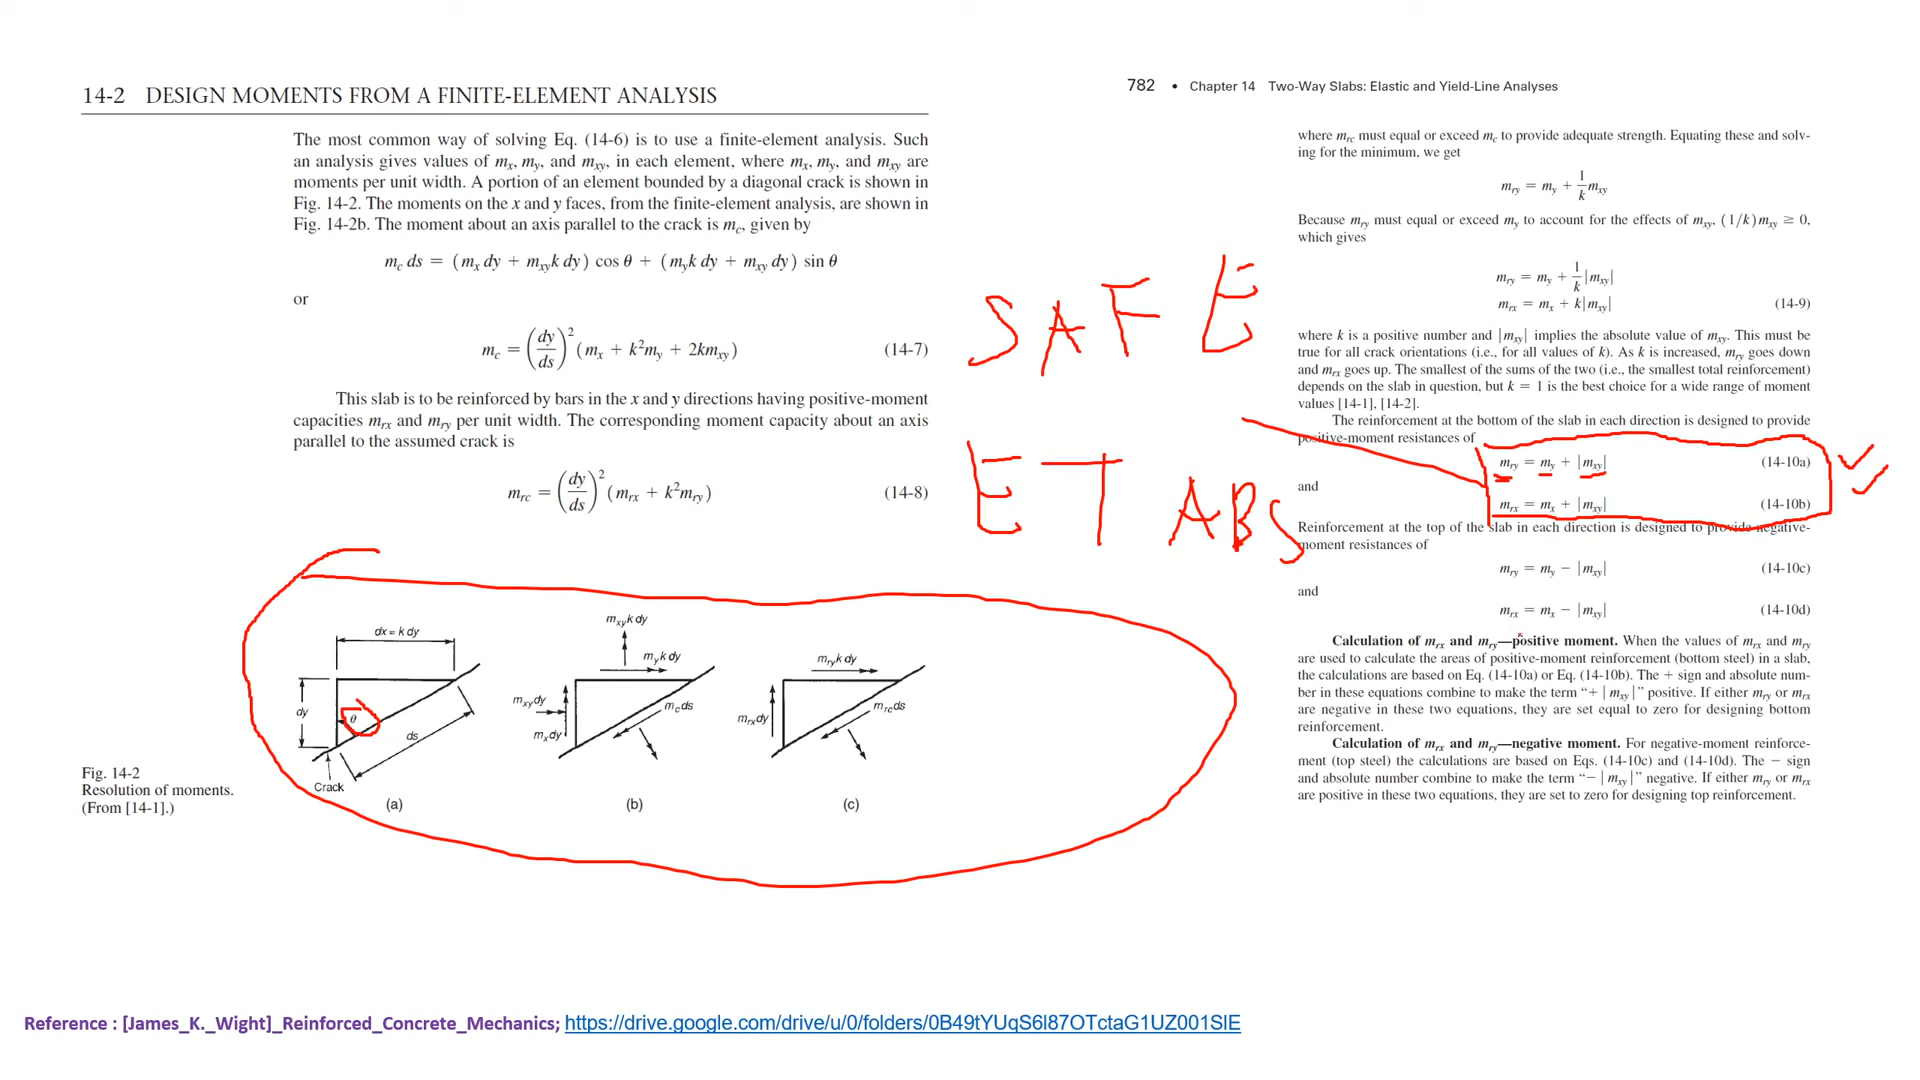 14-2 DESIGN MOMENTS FROM A FINITE-ELEMENT ANALYSIS
The most common way of solving Eq. (14-6) is to use a finite-element analysis. Such
an analysis gives values of mx, my, and mxy, in each element, where mx, my, and mxy are
moments per unit width. A portion of an element bounded by a diagonal crack is shown in
Fig. 14-2. The moments on the x and y faces, from the finite-element analysis, are shown in
Fig. 14-2b. The moment about an axis parallel to the crack is mc, given by
mc ds = (mx dy + mxyk dy) cos θ + (myk dy + mxy dy) sin θ
or
mc = (dy/ds)² (mx + k²my + 2kmxy) (14-7)
This slab is to be reinforced by bars in the x and y directions having positive-moment
capacities mrx and mry per unit width. The corresponding moment capacity about an axis
parallel to the assumed crack is
mrc = (dy/ds)² (mrx + k²mry) (14-8)
dx = k dy
dy
θ
ds
Crack
(a)
mxyk dy
myk dy
mxydy
mxdy
mcds
(b)
mryk dy
mrxdy
mrcds
(c)
Fig. 14-2
Resolution of moments.
(From [14-1].)
SAFE
ETABS
782 • Chapter 14 Two-Way Slabs: Elastic and Yield-Line Analyses
where mrc must equal or exceed mc to provide adequate strength. Equating these and solv-
ing for the minimum, we get
mry = my + 1/k mxy
Because mry must equal or exceed my to account for the effects of mxy, (1/k)mxy ≥ 0,
which gives
mry = my + 1/k |mxy|
mrx = mx + k|mxy| (14-9)
where k is a positive number and |mxy| implies the absolute value of mxy. This must be
true for all crack orientations (i.e., for all values of k). As k is increased, mry goes down
and mrx goes up. The smallest of the sums of the two (i.e., the smallest total reinforcement)
depends on the slab in question, but k = 1 is the best choice for a wide range of moment
values [14-1], [14-2].
The reinforcement at the bottom of the slab in each direction is designed to provide
positive-moment resistances of
mry = my + |mxy| (14-10a)
and
mrx = mx + |mxy| (14-10b)
Reinforcement at the top of the slab in each direction is designed to provide negative-
moment resistances of
mry = my − |mxy| (14-10c)
and
mrx = mx − |mxy| (14-10d)
Calculation of mrx and mry—positive moment. When the values of mrx and mry
are used to calculate the areas of positive-moment reinforcement (bottom steel) in a slab,
the calculations are based on Eq. (14-10a) or Eq. (14-10b). The + sign and absolute num-
ber in these equations combine to make the term “+ |mxy|” positive. If either mry or mrx
are negative in these two equations, they are set equal to zero for designing bottom
reinforcement.
Calculation of mrx and mry—negative moment. For negative-moment reinforce-
ment (top steel) the calculations are based on Eqs. (14-10c) and (14-10d). The − sign
and absolute number combine to make the term “− |mxy|” negative. If either mry or mrx
are positive in these two equations, they are set to zero for designing top reinforcement.
Reference : [James_K._Wight]_Reinforced_Concrete_Mechanics; https://drive.google.com/drive/u/0/folders/0B49tYUqS6l87OTctaG1UZ001SlE